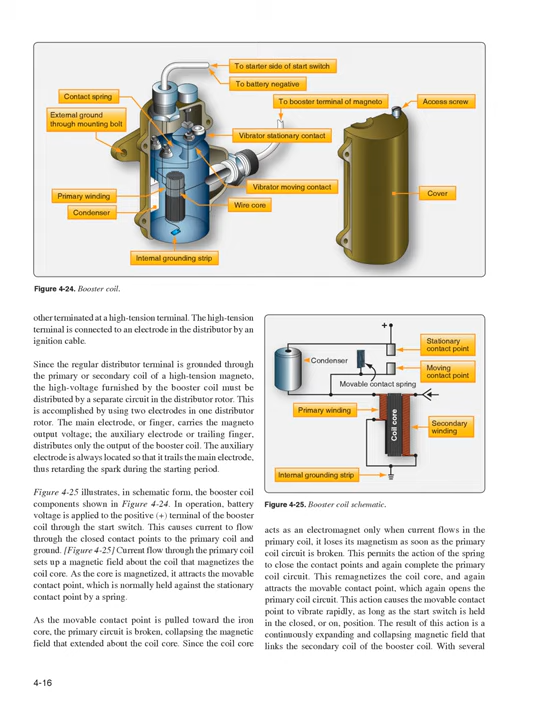 To starter side of start switch
To battery negative
Contact spring
To booster terminal of magneto
Access screw
External ground
through mounting bolt
Vibrator stationary contact
Vibrator moving contact
Primary winding
Cover
Wire core
Condenser
Internal grounding strip
Figure 4-24. Booster coil.
other terminated at a high-tension terminal. The high-tension
terminal is connected to an electrode in the distributor by an
ignition cable.
Since the regular distributor terminal is grounded through
the primary or secondary coil of a high-tension magneto,
the high-voltage furnished by the booster coil must be
distributed by a separate circuit in the distributor rotor. This
is accomplished by using two electrodes in one distributor
rotor. The main electrode, or finger, carries the magneto
output voltage; the auxiliary electrode or trailing finger,
distributes only the output of the booster coil. The auxiliary
electrode is always located so that it trails the main electrode,
thus retarding the spark during the starting period.
Figure 4-25 illustrates, in schematic form, the booster coil
components shown in Figure 4-24. In operation, battery
voltage is applied to the positive (+) terminal of the booster
coil through the start switch. This causes current to flow
through the closed contact points to the primary coil and
ground. [Figure 4-25] Current flow through the primary coil
sets up a magnetic field about the coil that magnetizes the
coil core. As the core is magnetized, it attracts the movable
contact point, which is normally held against the stationary
contact point by a spring.
As the movable contact point is pulled toward the iron
core, the primary circuit is broken, collapsing the magnetic
field that extended about the coil core. Since the coil core
+
Stationary
contact point
Condenser
Moving
contact point
Movable contact spring
Primary winding
Coil core
Secondary
winding
Internal grounding strip
Figure 4-25. Booster coil schematic.
acts as an electromagnet only when current flows in the
primary coil, it loses its magnetism as soon as the primary
coil circuit is broken. This permits the action of the spring
to close the contact points and again complete the primary
coil circuit. This remagnetizes the coil core, and again
attracts the movable contact point, which again opens the
primary coil circuit. This action causes the movable contact
point to vibrate rapidly, as long as the start switch is held
in the closed, or on, position. The result of this action is a
continuously expanding and collapsing magnetic field that
links the secondary coil of the booster coil. With several
4-16